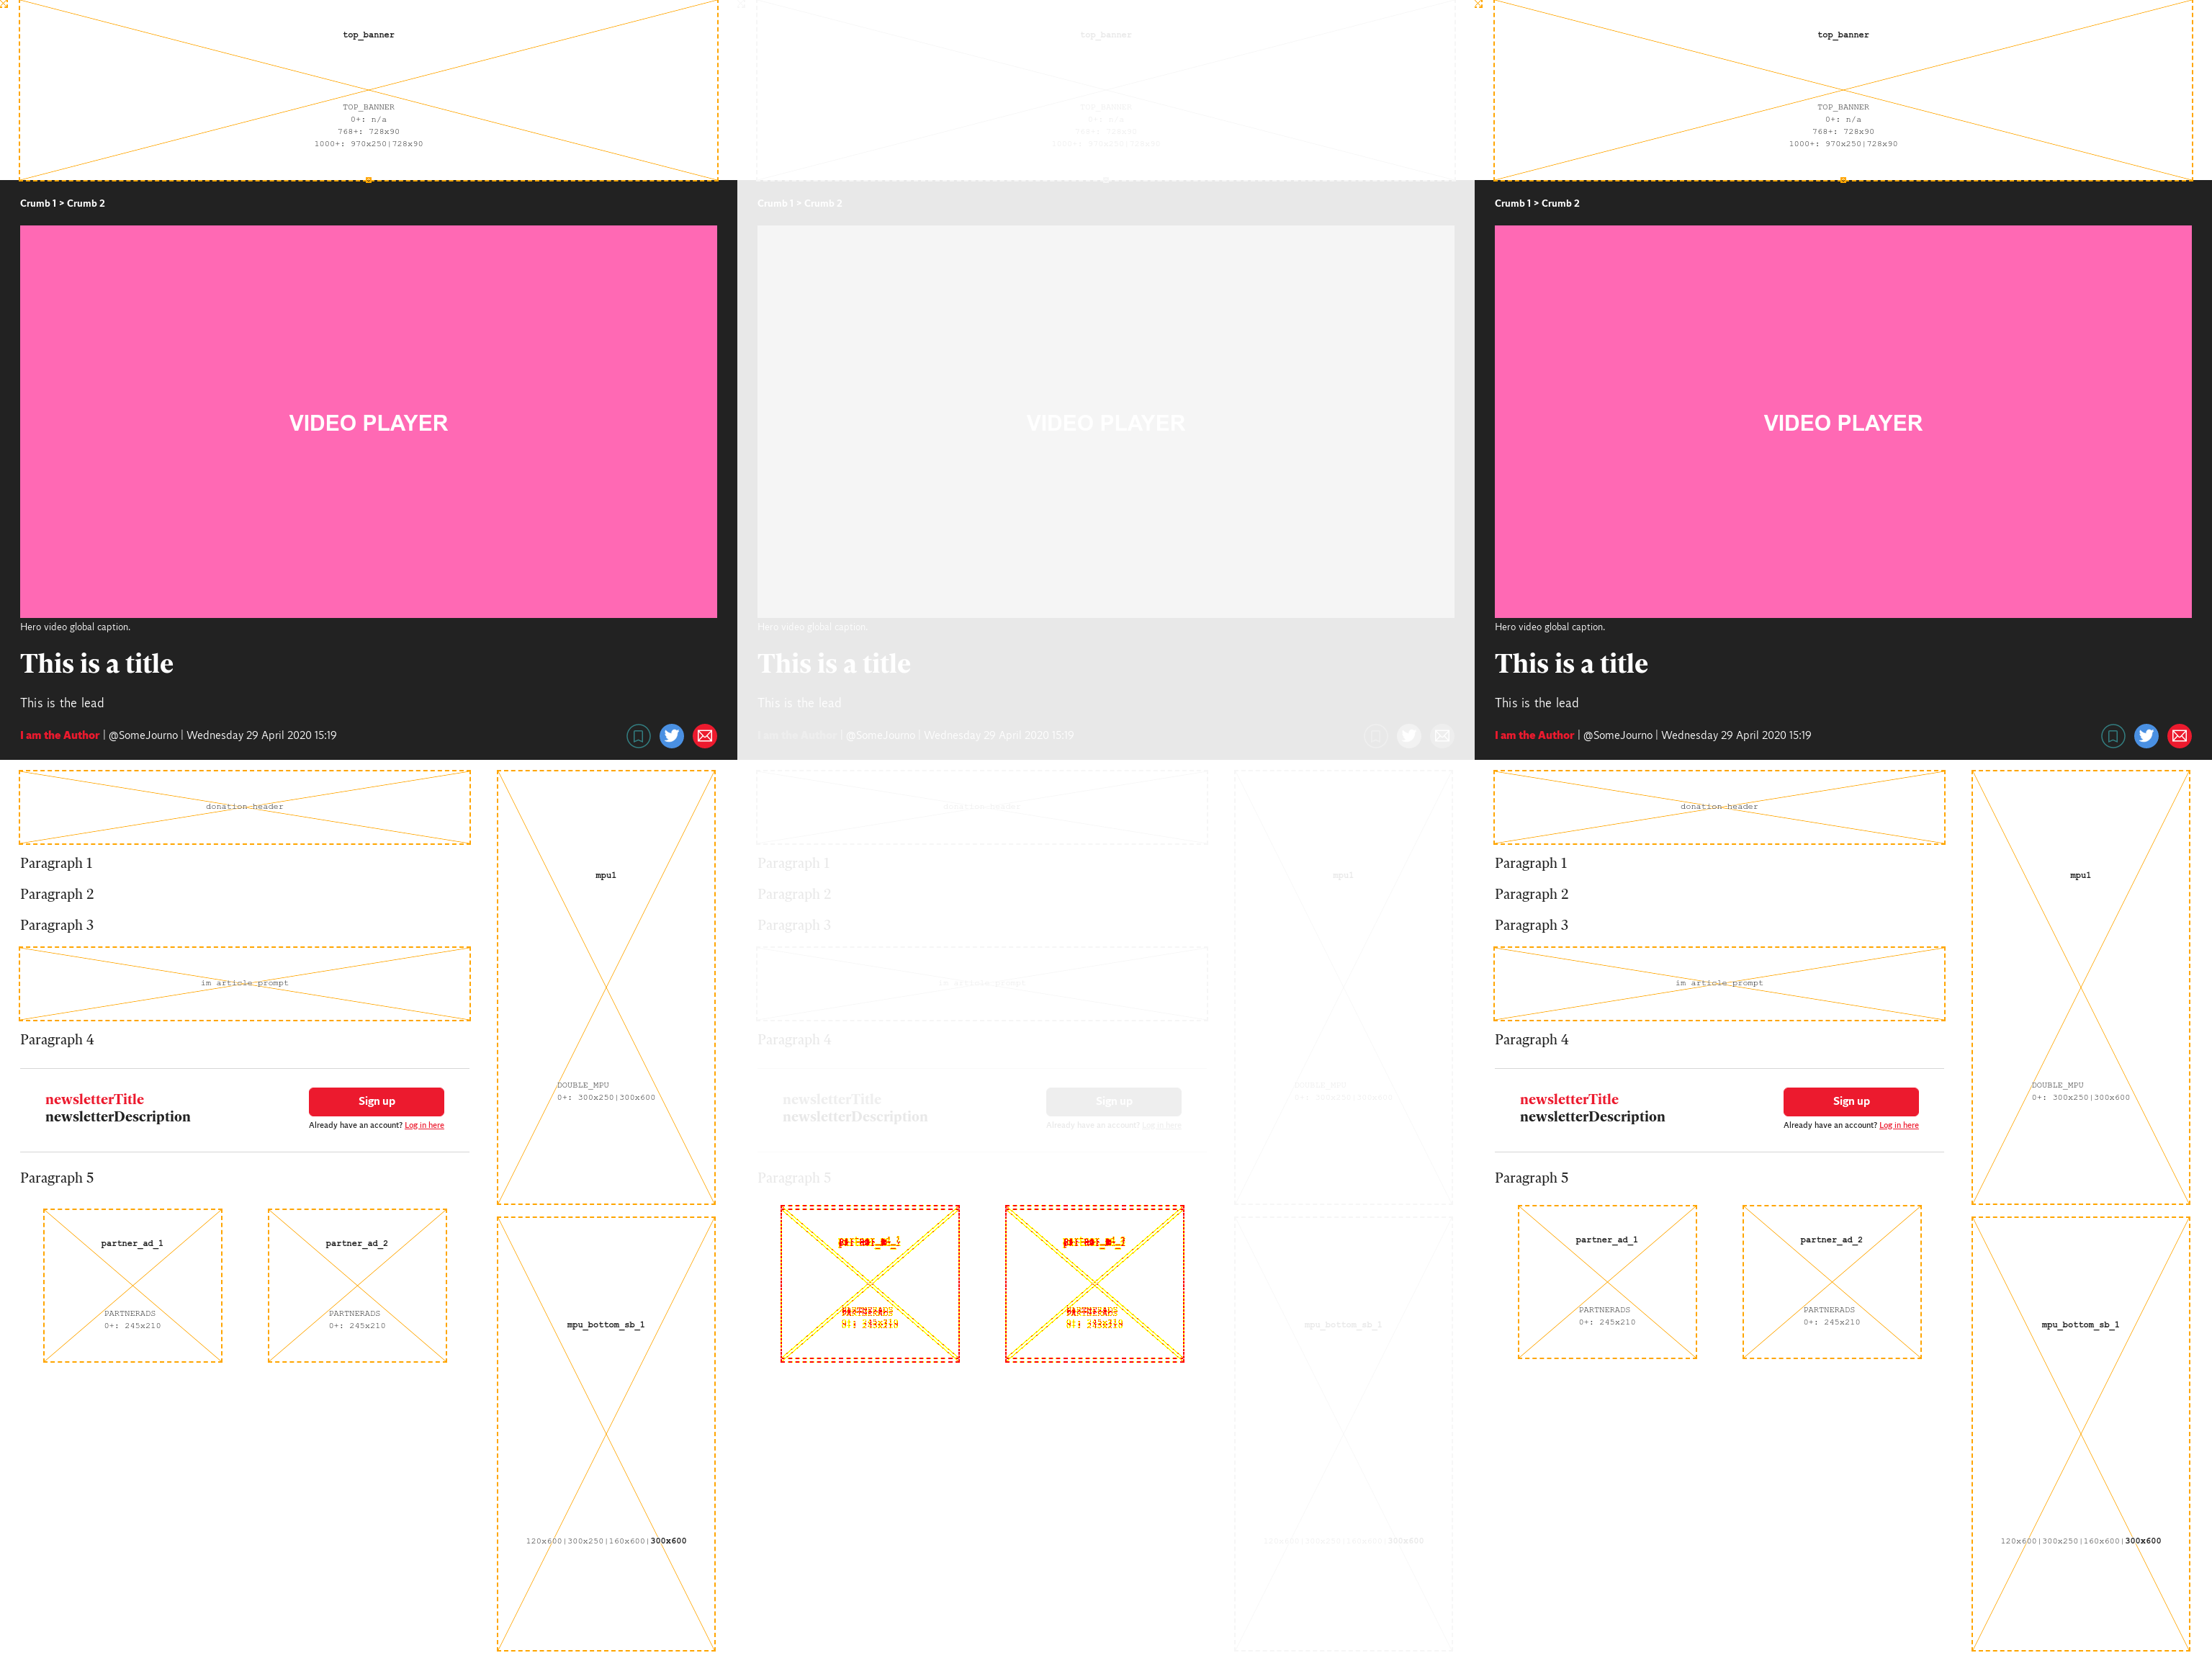 top_banner
TOP_BANNER
0+: n/a
768+: 728x90
1000+: 970x250|728x90
Crumb 1 > Crumb 2
VIDEO PLAYER
Hero video global caption.
This is a title
This is the lead
I am the Author | @SomeJourno | Wednesday 29 April 2020 15:19
donation-header
Paragraph 1
Paragraph 2
Paragraph 3
im_article_prompt
Paragraph 4
newsletterTitle
newsletterDescription
Sign up
Already have an account? Log in here
Paragraph 5
partner_ad_1
PARTNERADS
0+: 245x210
partner_ad_2
PARTNERADS
0+: 245x210
mpu1
DOUBLE_MPU
0+: 300x250|300x600
mpu_bottom_sb_1
120x600|300x250|160x600|300x600
top_banner
TOP_BANNER
0+: n/a
768+: 728x90
1000+: 970x250|728x90
Crumb 1 > Crumb 2
VIDEO PLAYER
Hero video global caption.
This is a title
This is the lead
I am the Author | @SomeJourno | Wednesday 29 April 2020 15:19
donation-header
Paragraph 1
Paragraph 2
Paragraph 3
im_article_prompt
Paragraph 4
newsletterTitle
newsletterDescription
Sign up
Already have an account? Log in here
Paragraph 5
mpu1
DOUBLE_MPU
0+: 300x250|300x600
mpu_bottom_sb_1
120x600|300x250|160x600|300x600
top_banner
TOP_BANNER
0+: n/a
768+: 728x90
1000+: 970x250|728x90
Crumb 1 > Crumb 2
VIDEO PLAYER
Hero video global caption.
This is a title
This is the lead
I am the Author | @SomeJourno | Wednesday 29 April 2020 15:19
donation-header
Paragraph 1
Paragraph 2
Paragraph 3
im_article_prompt
Paragraph 4
newsletterTitle
newsletterDescription
Sign up
Already have an account? Log in here
Paragraph 5
partner_ad_1
PARTNERADS
0+: 245x210
partner_ad_2
PARTNERADS
0+: 245x210
mpu1
DOUBLE_MPU
0+: 300x250|300x600
mpu_bottom_sb_1
120x600|300x250|160x600|300x600